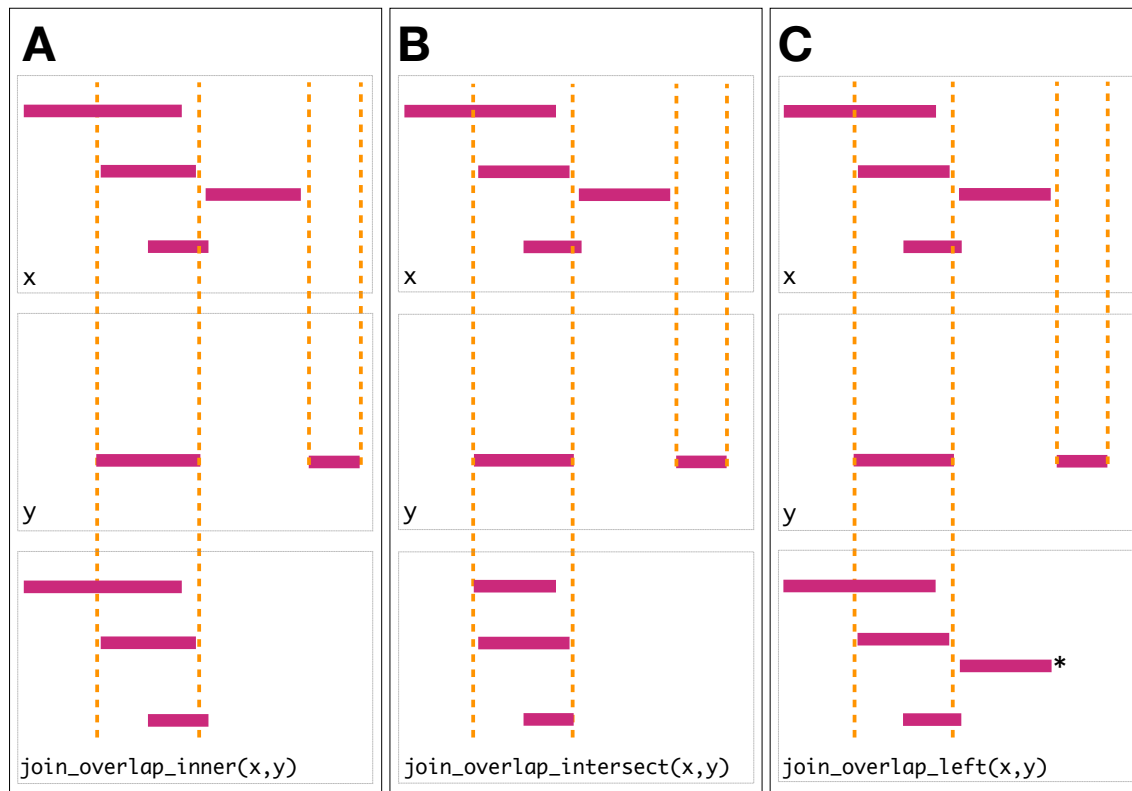 A
x
y
join_overlap_inner(x,y)
B
x
y
join_overlap_intersect(x,y)
C
x
y
*
join_overlap_left(x,y)